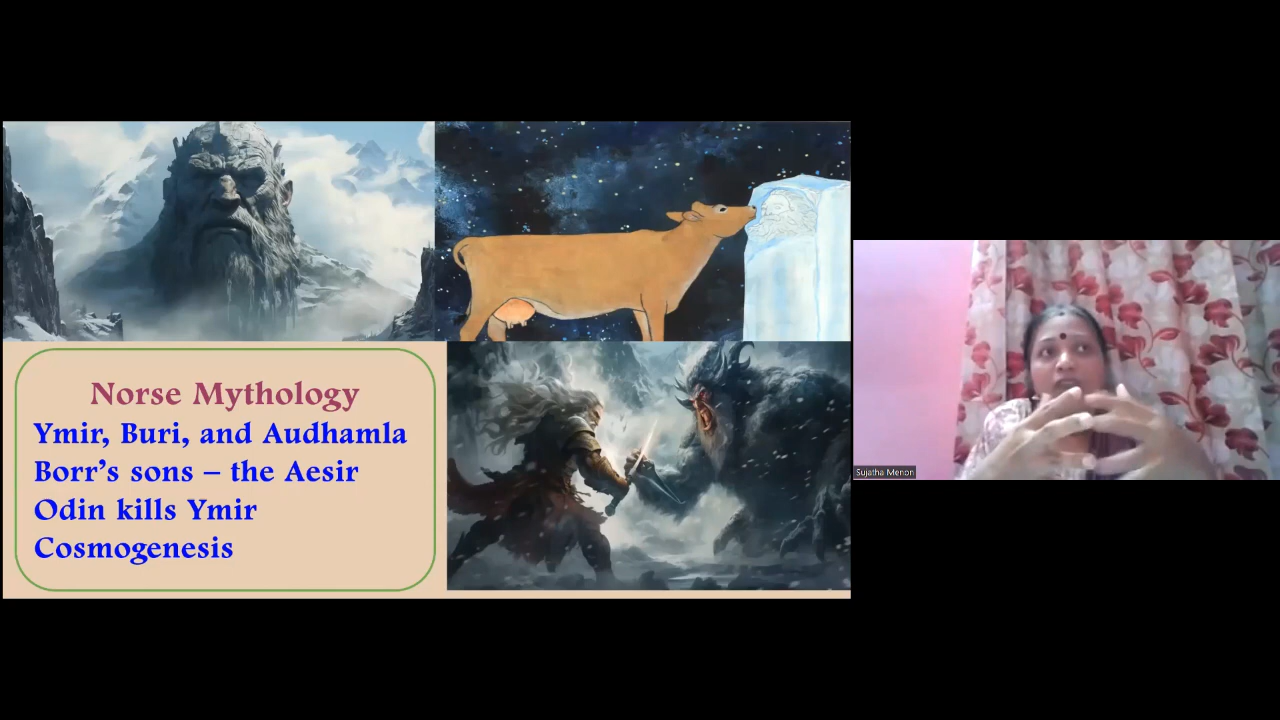 Norse Mythology
Ymir, Buri, and Audhamla
Borr's sons – the Aesir
Odin kills Ymir
Cosmogenesis
Sujatha Menon